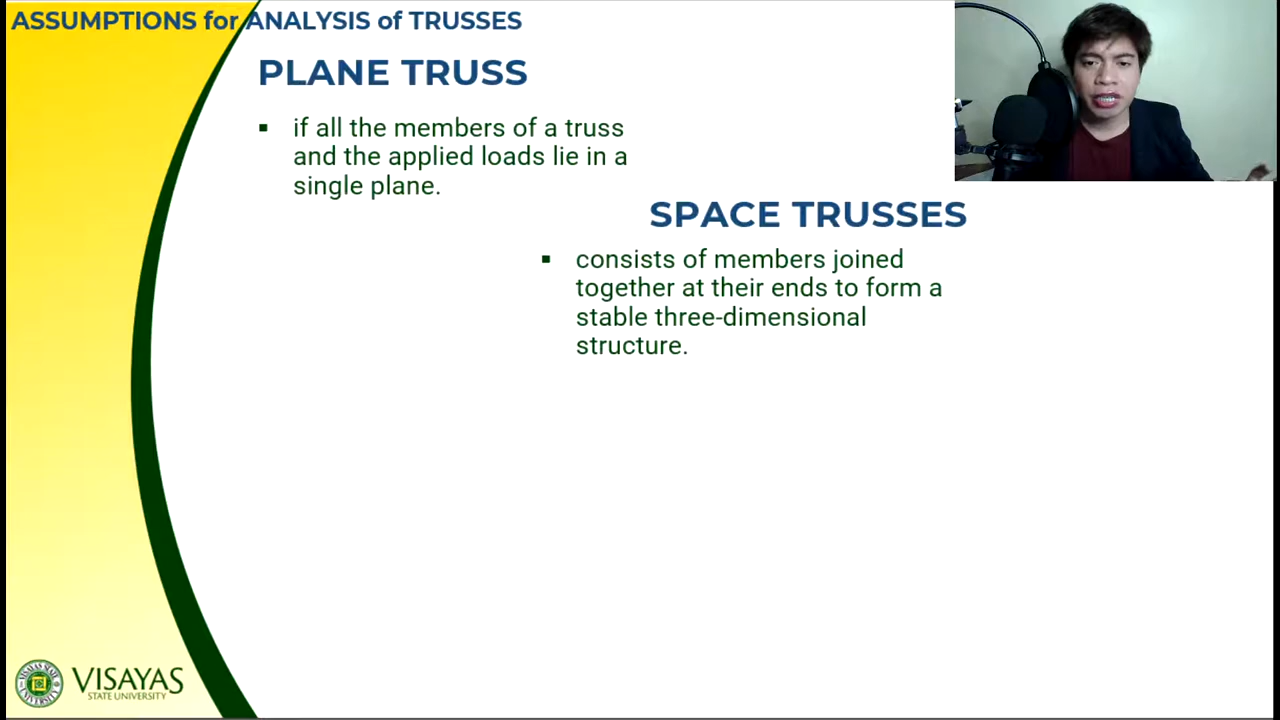 ASSUMPTIONS for ANALYSIS of TRUSSES
PLANE TRUSS
▪ if all the members of a truss
and the applied loads lie in a
single plane.
SPACE TRUSSES
▪ consists of members joined
together at their ends to form a
stable three-dimensional
structure.
VISAYAS
STATE UNIVERSITY